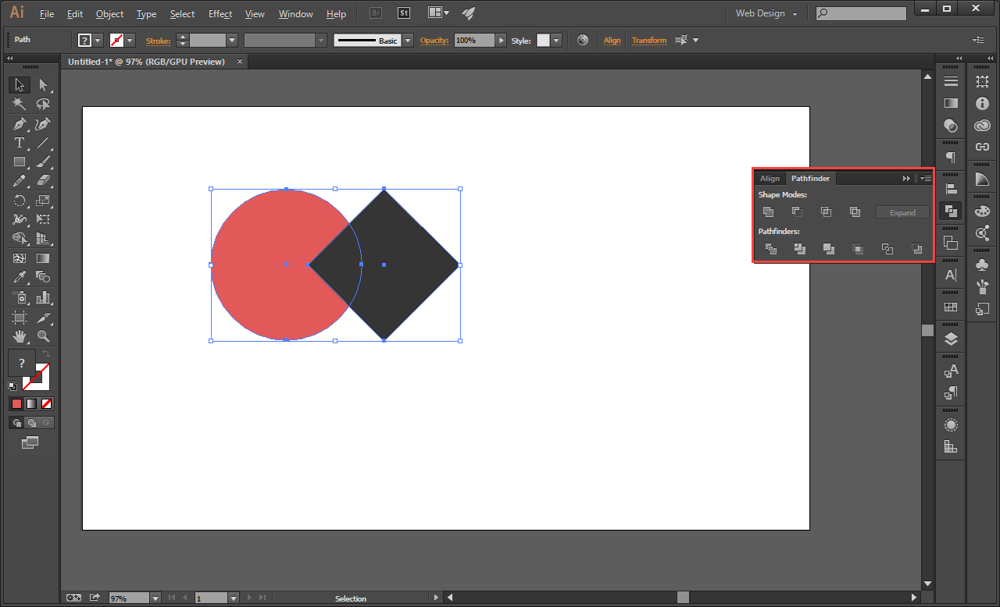 Ai File Edit Object Type Select Effect View Window Help Br St Web Design
Path ? Stroke: Basic Opacity: 100% Style: Align Transform
Untitled-1* @ 97% (RGB/GPU Preview) ×
Align Pathfinder
Shape Modes:
Expand
Pathfinders:
T
A
?
A
97% 1 Selection